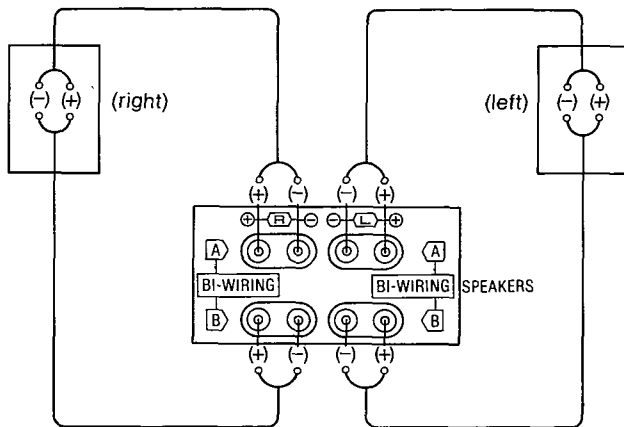 (-) (+) (right)
(left) (-) (+)
(+) (-) (-) (+)
⊕ R ⊖ ⊖ L ⊕
A A
BI-WIRING BI-WIRING SPEAKERS
B B
(+) (-) (-) (+)